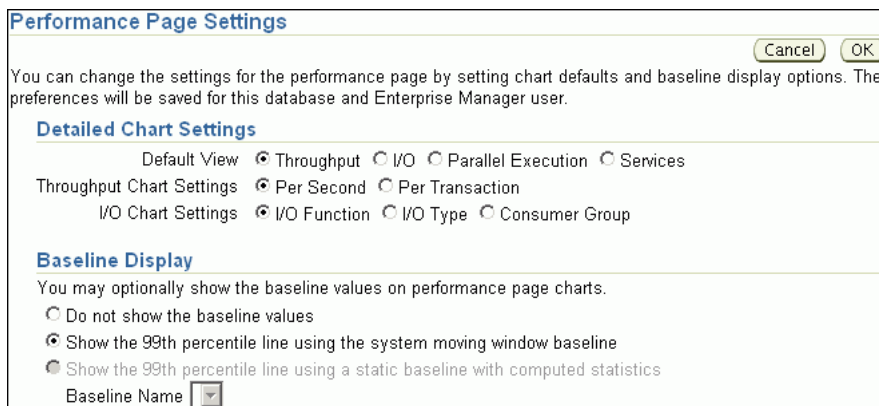 Performance Page Settings
Cancel OK
You can change the settings for the performance page by setting chart defaults and baseline display options. The
preferences will be saved for this database and Enterprise Manager user.
Detailed Chart Settings
Default View Throughput I/O Parallel Execution Services
Throughput Chart Settings Per Second Per Transaction
I/O Chart Settings I/O Function I/O Type Consumer Group
Baseline Display
You may optionally show the baseline values on performance page charts.
Do not show the baseline values
Show the 99th percentile line using the system moving window baseline
Show the 99th percentile line using a static baseline with computed statistics
Baseline Name